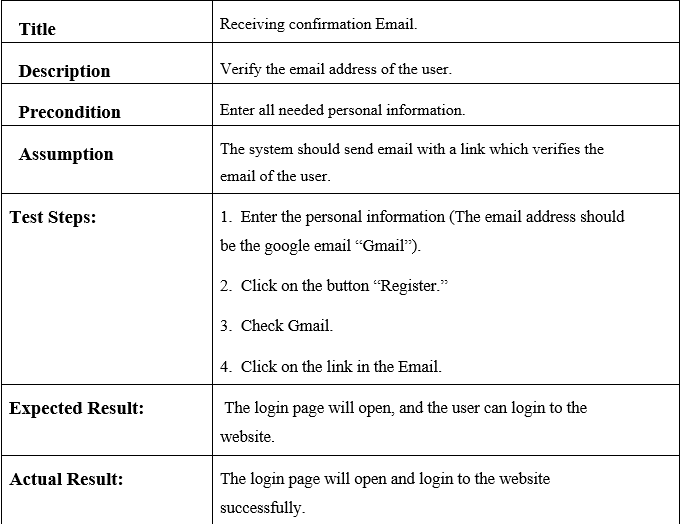 Title
Receiving confirmation Email.
Description
Verify the email address of the user.
Precondition
Enter all needed personal information.
Assumption
The system should send email with a link which verifies the
email of the user.
Test Steps:
1. Enter the personal information (The email address should
be the google email “Gmail”).
2. Click on the button “Register.”
3. Check Gmail.
4. Click on the link in the Email.
Expected Result:
The login page will open, and the user can login to the
website.
Actual Result:
The login page will open and login to the website
successfully.